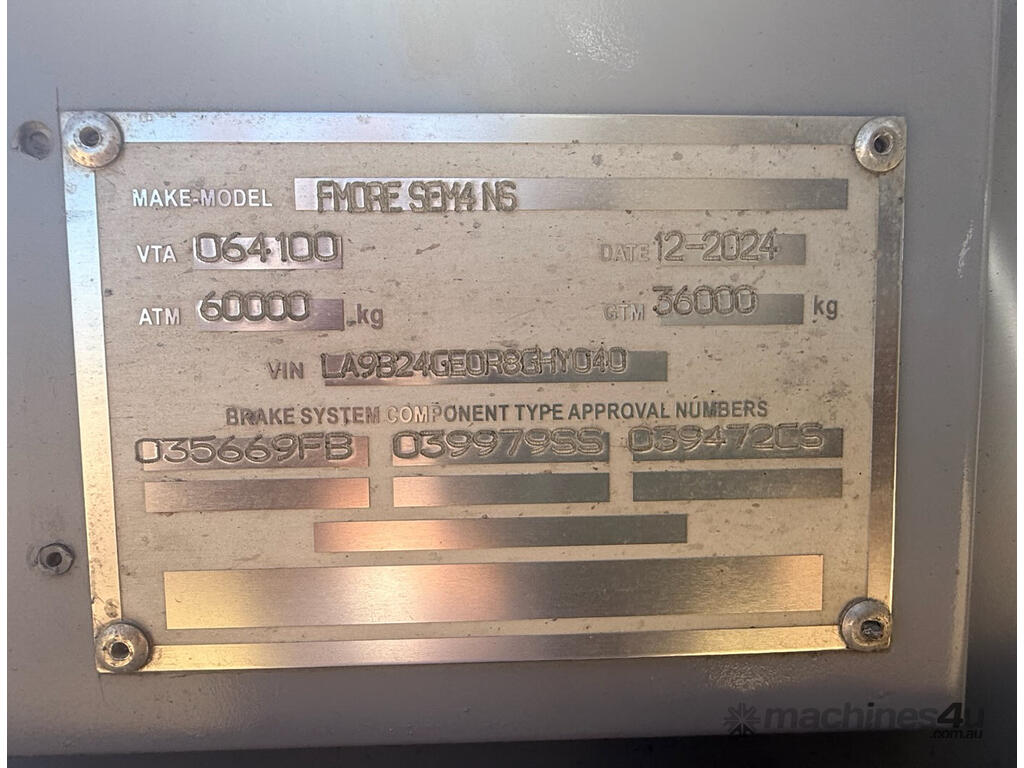 MAKE-MODEL FMORE SEM4 NS
VTA 064100 DATE 12-2024
ATM 60000 kg GTM 36000 kg
VIN LA9B24GE0R8GHY040
BRAKE SYSTEM COMPONENT TYPE APPROVAL NUMBERS
035669FB 039979SS 039472CS
machines4u
.com.au